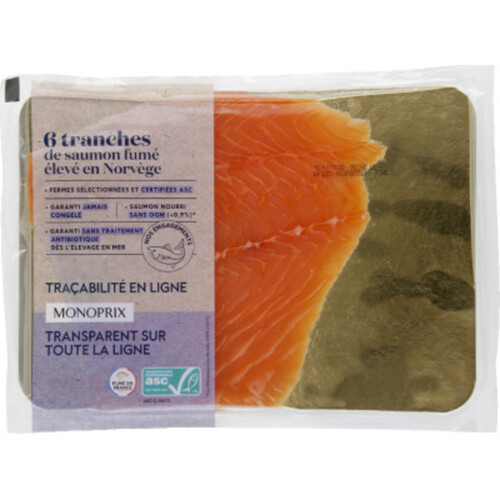 6 tranches
de saumon fumé
élevé en Norvège
• FERMES SÉLECTIONNÉES ET CERTIFIÉES ASC
• GARANTI JAMAIS
CONGELÉ
• SAUMON NOURRI
SANS OGM (<0,9%)*
• GARANTI SANS TRAITEMENT
ANTIBIOTIQUE
DÈS L'ÉLEVAGE EN MER
NOS ENGAGEMENTS
TRAÇABILITÉ EN LIGNE
MONOPRIX
TRANSPARENT SUR
TOUTE LA LIGNE
FUMÉ EN
FRANCE
asc